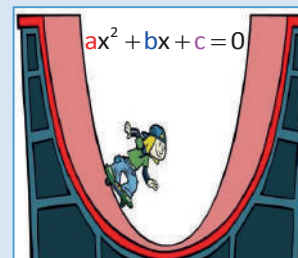 ax² + bx + c = 0